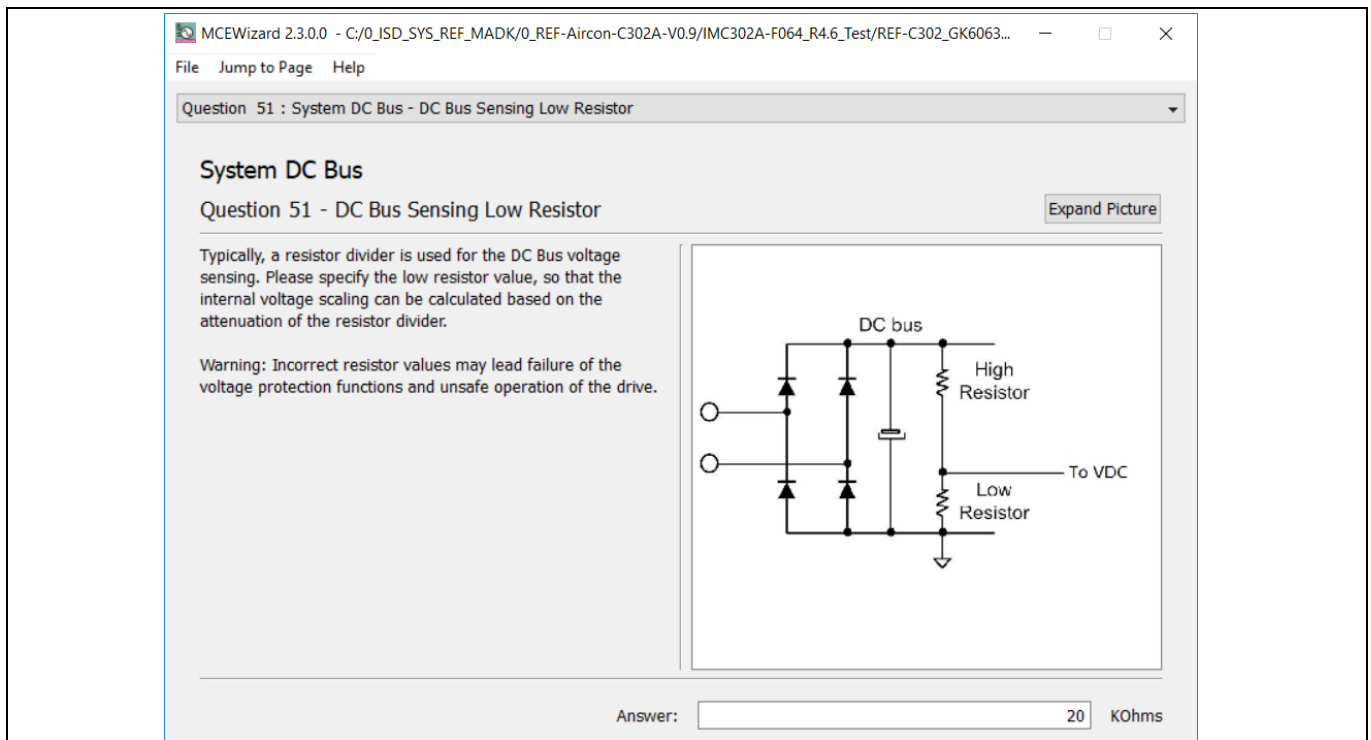 MCEWizard 2.3.0.0 - C:/0_ISD_SYS_REF_MADK/0_REF-Aircon-C302A-V0.9/IMC302A-F064_R4.6_Test/REF-C302_GK6063...
File Jump to Page Help
Question 51 : System DC Bus - DC Bus Sensing Low Resistor
System DC Bus
Question 51 - DC Bus Sensing Low Resistor
Expand Picture
Typically, a resistor divider is used for the DC Bus voltage
sensing. Please specify the low resistor value, so that the
internal voltage scaling can be calculated based on the
attenuation of the resistor divider.
Warning: Incorrect resistor values may lead failure of the
voltage protection functions and unsafe operation of the drive.
DC bus
High
Resistor
To VDC
Low
Resistor
Answer: 20 KOhms